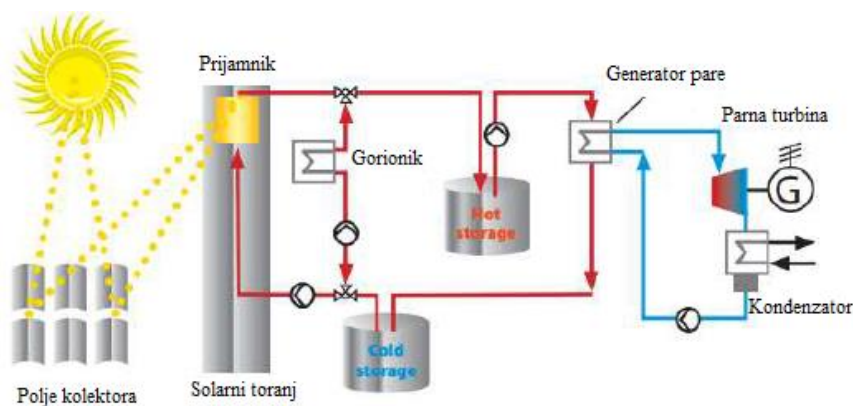 Prijamnik
Generator pare
Parna turbina
Gorionik
G
Hot
storage
Kondenzator
Cold
storage
Polje kolektora
Solarni toranj